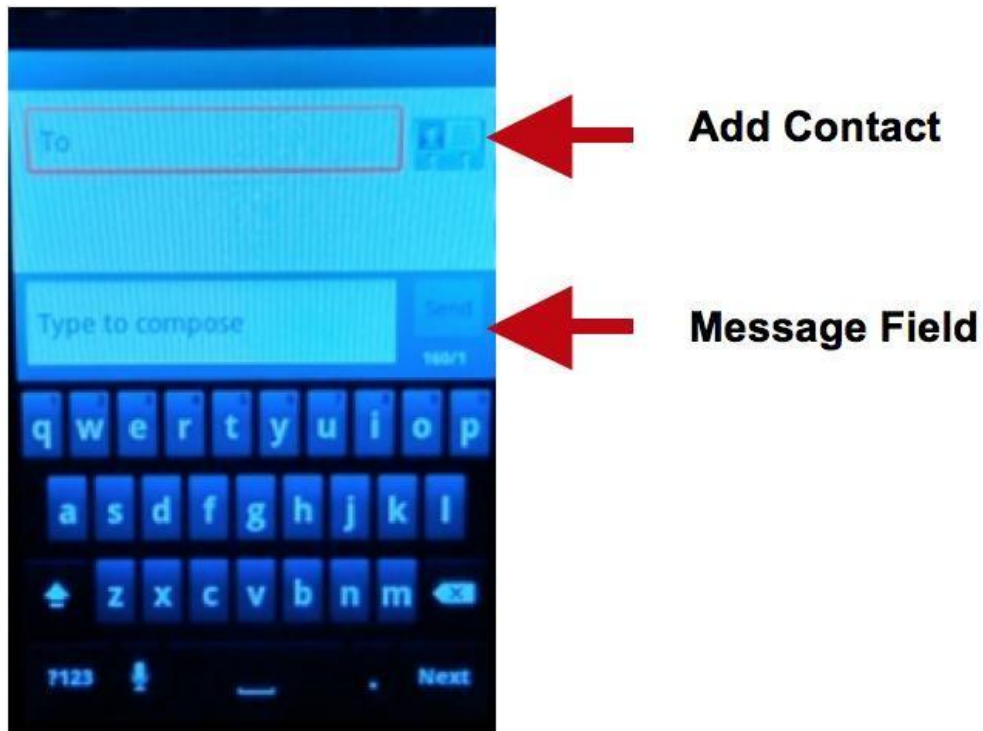 To
Add Contact
Type to compose
Send
160/1
Message Field
q w e r t y u i o p
a s d f g h j k l
z x c v b n m
?123 . Next